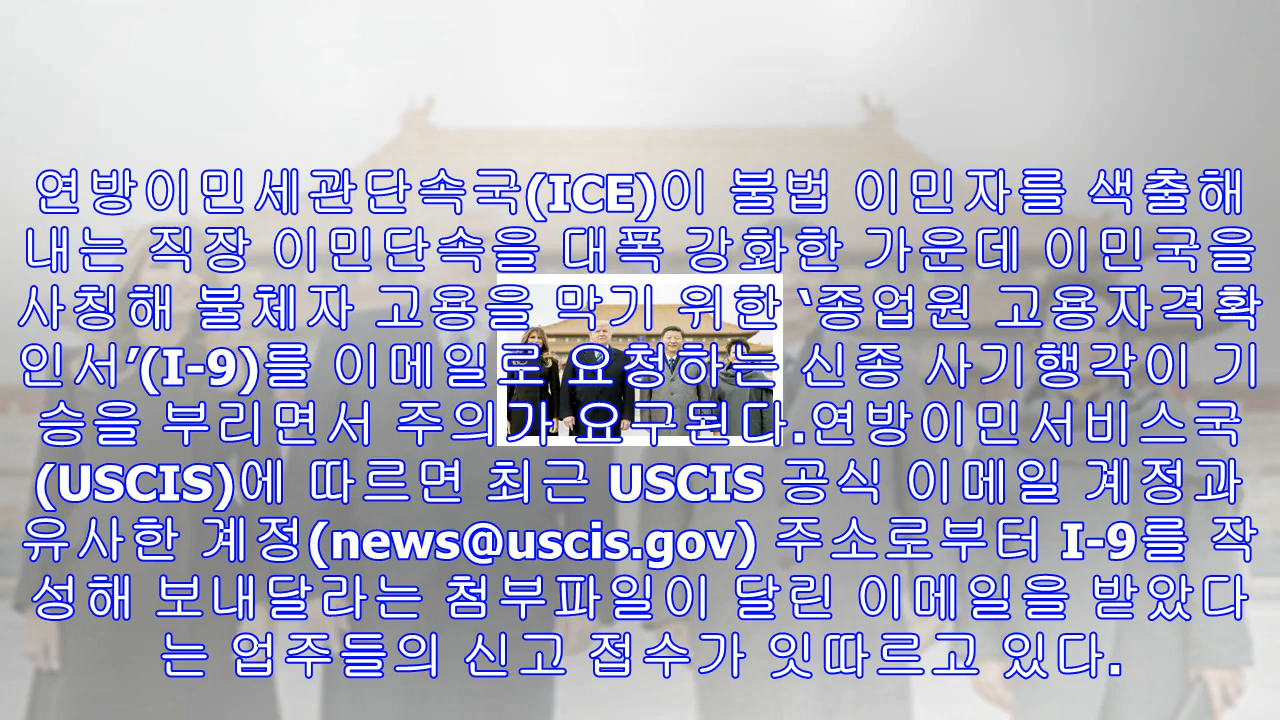 연방이민세관단속국(ICE)이 불법 이민자를 색출해
내는 직장 이민단속을 대폭 강화한 가운데 이민국을
사칭해 불체자 고용을 막기 위한 ‘종업원 고용자격확
인서’(I-9)를 이메일로 요청하는 신종 사기행각이 기
승을 부리면서 주의가 요구된다.연방이민서비스국
(USCIS)에 따르면 최근 USCIS 공식 이메일 계정과
유사한 계정(news@uscis.gov) 주소로부터 I-9를 작
성해 보내달라는 첨부파일이 달린 이메일을 받았다
는 업주들의 신고 접수가 잇따르고 있다.